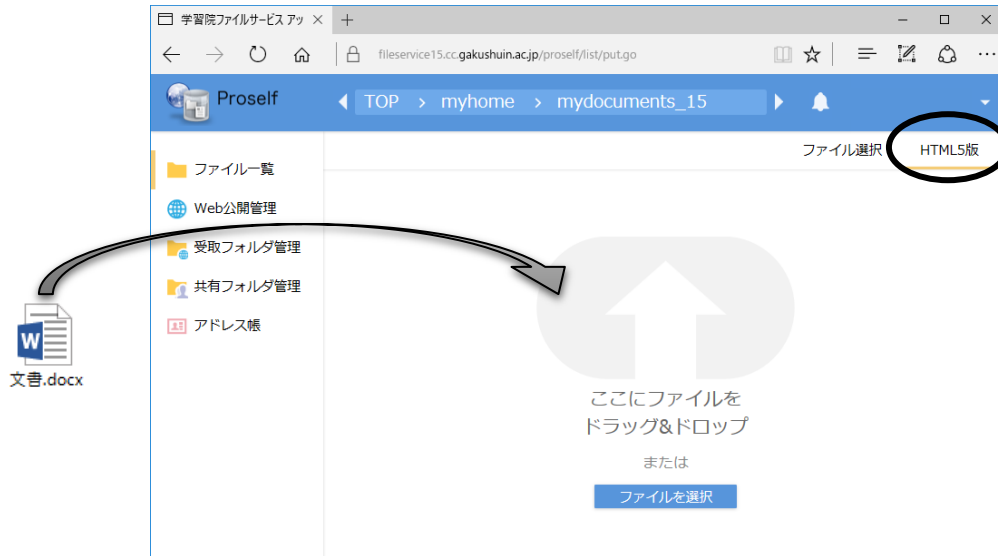 学習院ファイルサービス アッ
fileservice15.cc.gakushuin.ac.jp/proself/list/put.go
Proself
TOP > myhome > mydocuments_15
ファイル選択 HTML5版
ファイル一覧
Web公開管理
受取フォルダ管理
共有フォルダ管理
アドレス帳
W
文書.docx
ここにファイルを
ドラッグ&ドロップ
または
ファイルを選択